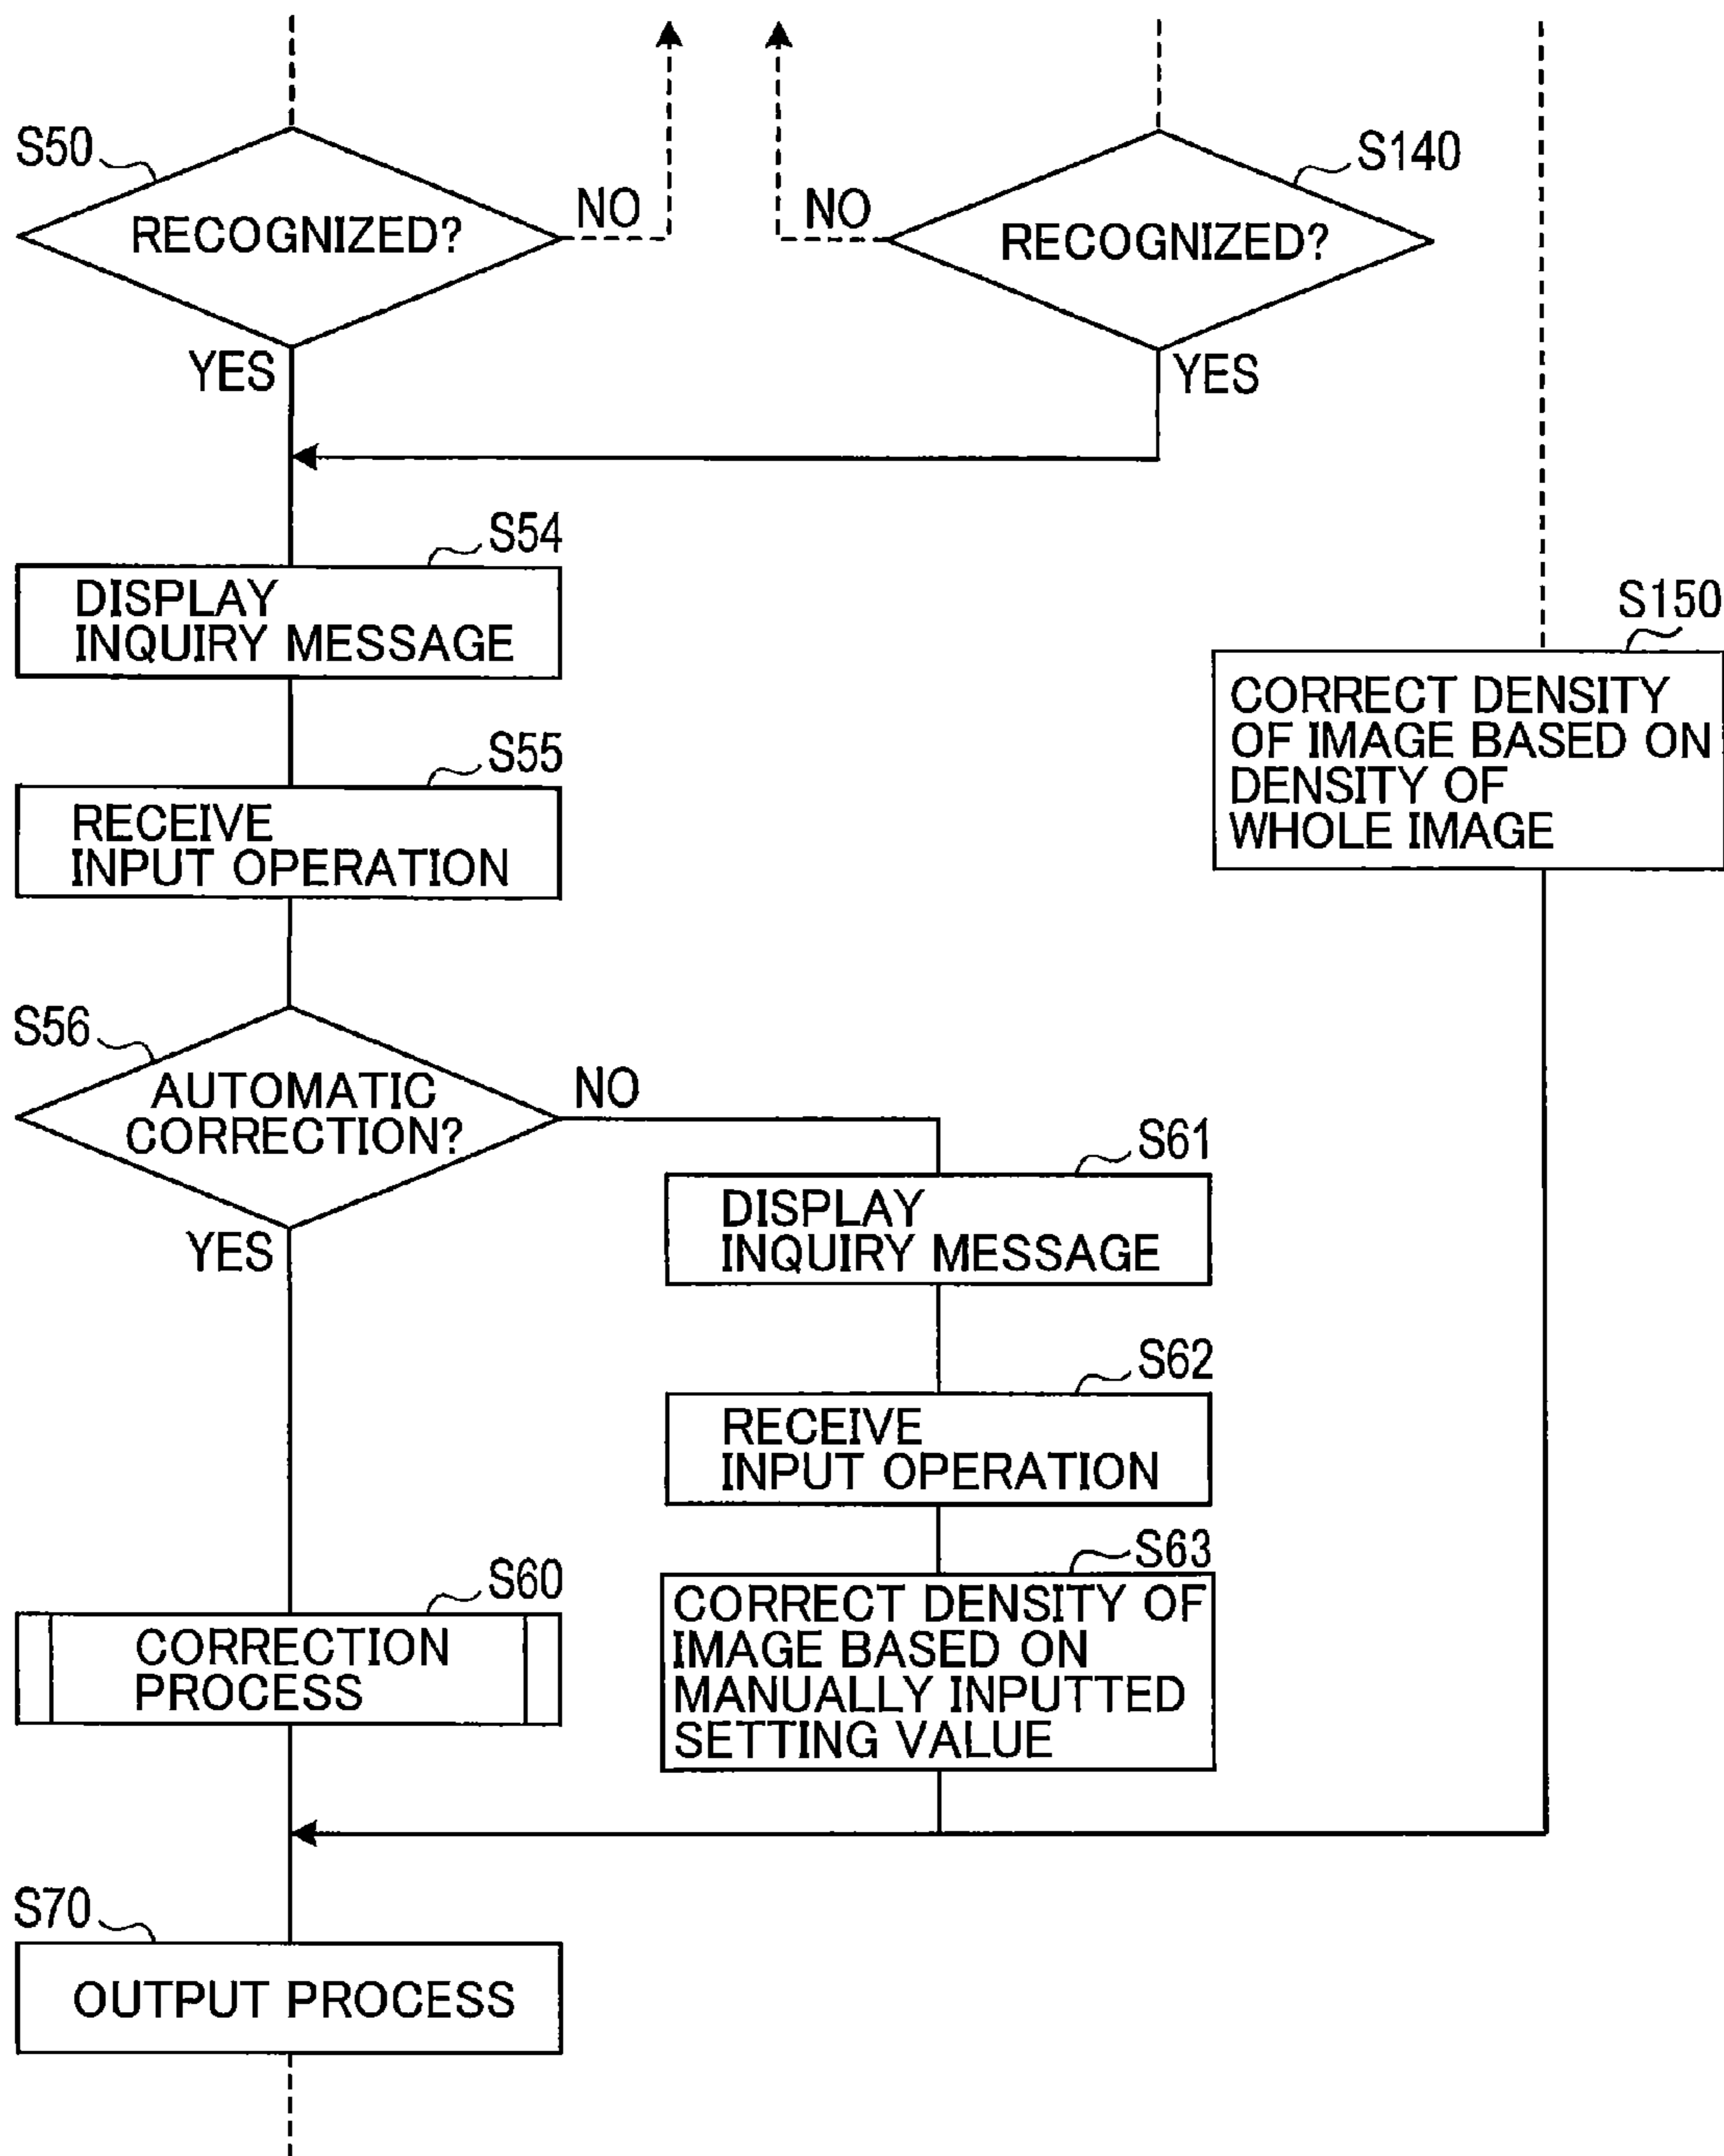 S50
RECOGNIZED?
NO
YES
NO
S140
RECOGNIZED?
YES
S54
DISPLAY
INQUIRY MESSAGE
S150
CORRECT DENSITY
OF IMAGE BASED ON
DENSITY OF
WHOLE IMAGE
S55
RECEIVE
INPUT OPERATION
S56
AUTOMATIC
CORRECTION?
NO
YES
S61
DISPLAY
INQUIRY MESSAGE
S62
RECEIVE
INPUT OPERATION
S63
CORRECT DENSITY OF
IMAGE BASED ON
MANUALLY INPUTTED
SETTING VALUE
S60
CORRECTION
PROCESS
S70
OUTPUT PROCESS